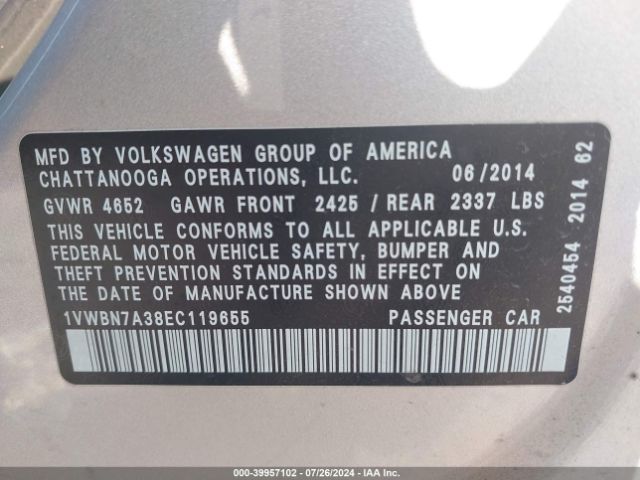 MFD BY VOLKSWAGEN GROUP OF AMERICA
CHATTANOOGA OPERATIONS, LLC. 06/2014
GVWR 4652 GAWR FRONT 2425 / REAR 2337 LBS
THIS VEHICLE CONFORMS TO ALL APPLICABLE U.S.
FEDERAL MOTOR VEHICLE SAFETY, BUMPER AND
THEFT PREVENTION STANDARDS IN EFFECT ON
THE DATE OF MANUFACTURE SHOWN ABOVE
1VWBN7A38EC119655 PASSENGER CAR
2540454 2014 62
000-39957102 - 07/26/2024 - © IAA, Inc.